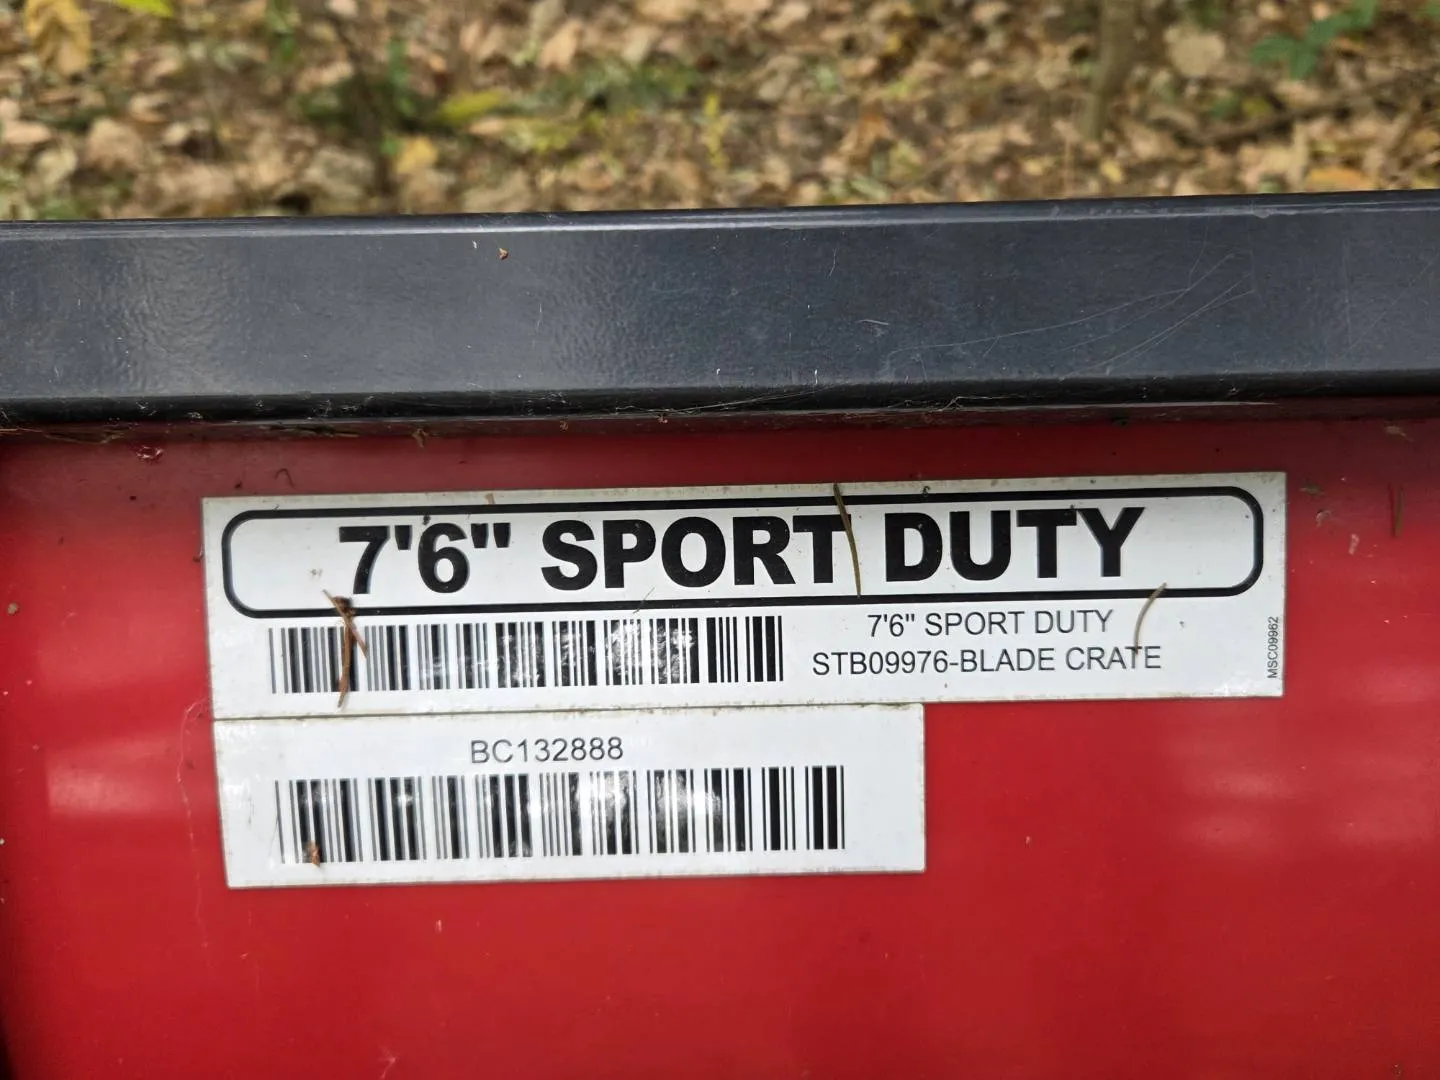 7'6" SPORT DUTY
7'6" SPORT DUTY
STB09976-BLADE CRATE
MSC09962
BC132888